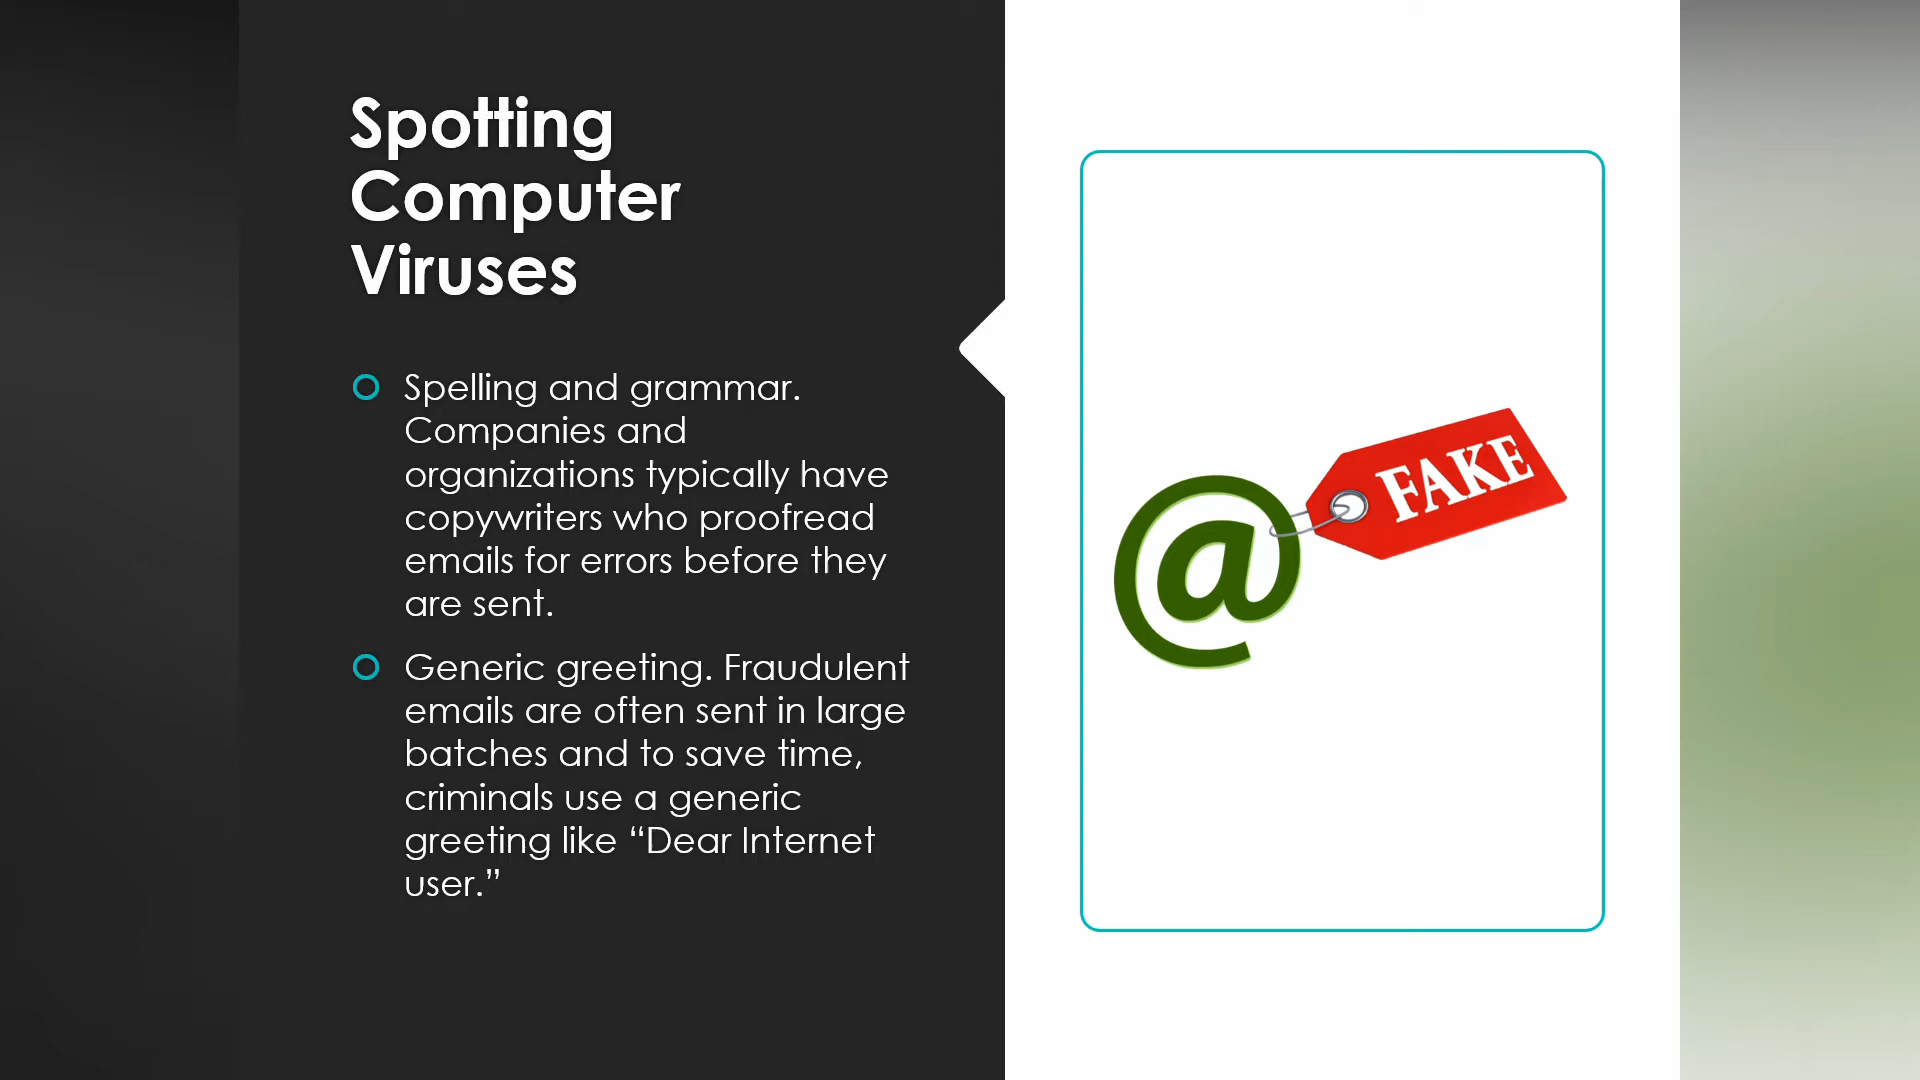 Spotting
Computer
Viruses
Spelling and grammar.
Companies and
organizations typically have
copywriters who proofread
emails for errors before they
are sent.
Generic greeting. Fraudulent
emails are often sent in large
batches and to save time,
criminals use a generic
greeting like “Dear Internet
user.”
@
FAKE